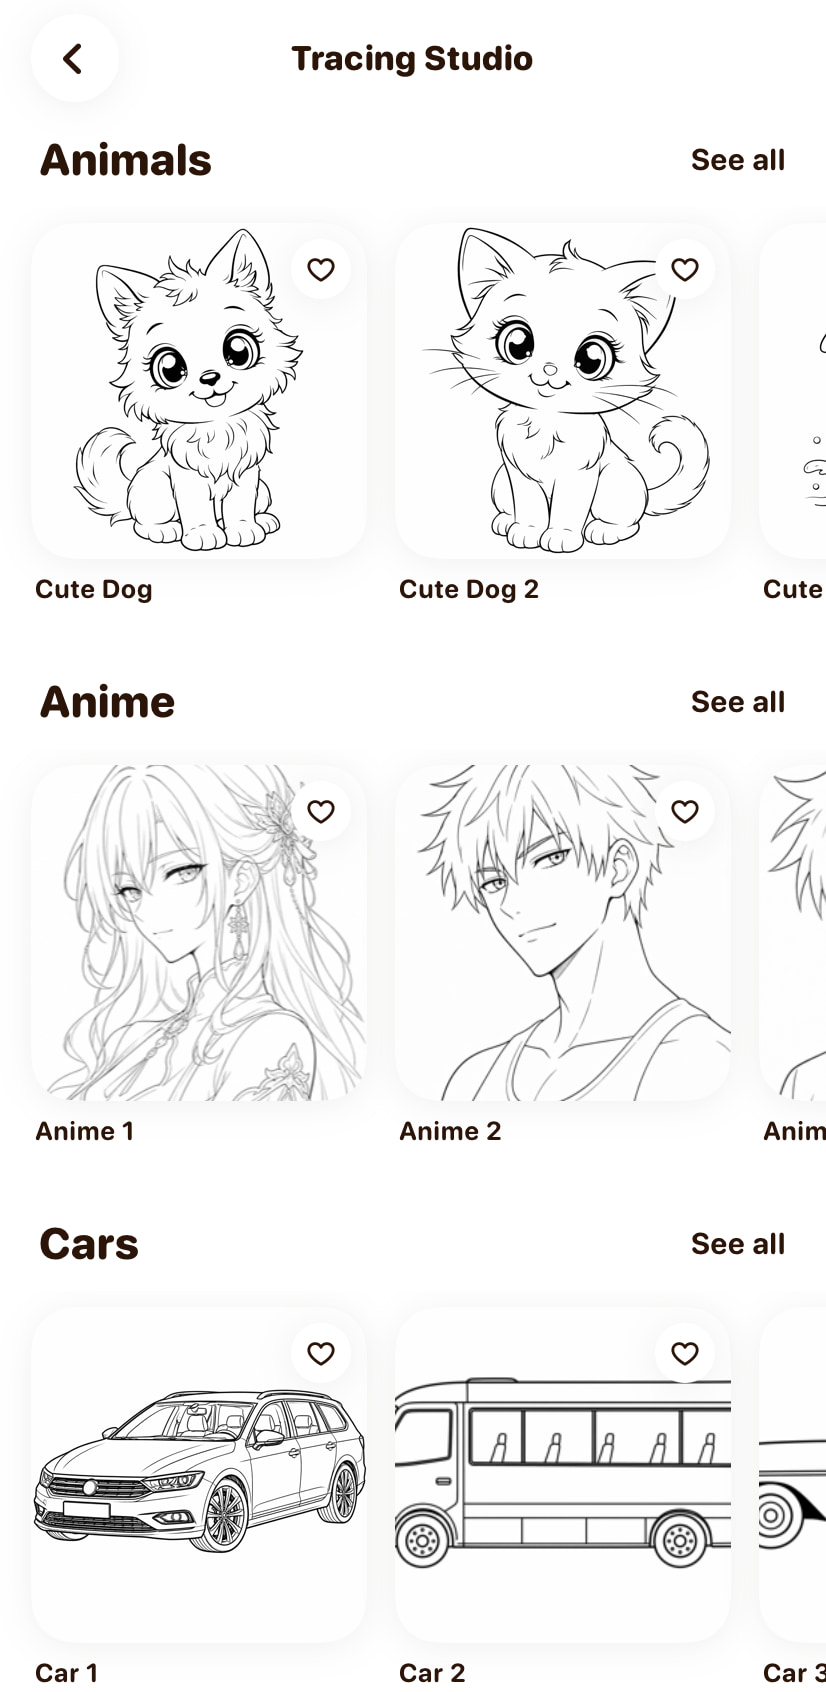 Tracing Studio
Animals
See all
Cute Dog
Cute Dog 2
Cute
Anime
See all
Anime 1
Anime 2
Anim
Cars
See all
Car 1
Car 2
Car 3